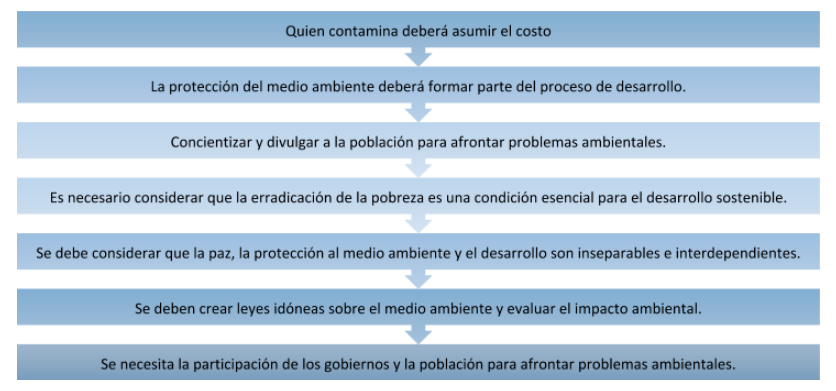 Quien contamina deberá asumir el costo
La protección del medio ambiente deberá formar parte del proceso de desarrollo.
Concientizar y divulgar a la población para afrontar problemas ambientales.
Es necesario considerar que la erradicación de la pobreza es una condición esencial para el desarrollo sostenible.
Se debe considerar que la paz, la protección al medio ambiente y el desarrollo son inseparables e interdependientes.
Se deben crear leyes idóneas sobre el medio ambiente y evaluar el impacto ambiental.
Se necesita la participación de los gobiernos y la población para afrontar problemas ambientales.